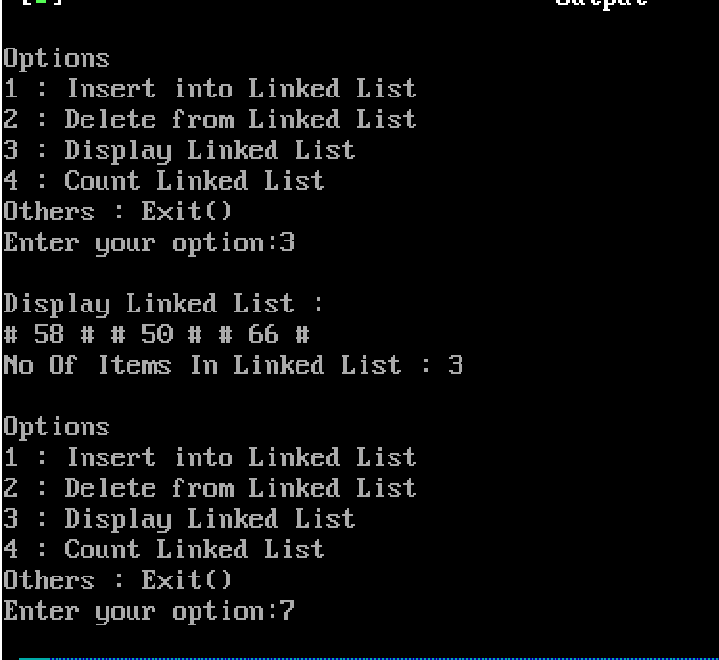 Output
Options
1 : Insert into Linked List
2 : Delete from Linked List
3 : Display Linked List
4 : Count Linked List
Others : Exit()
Enter your option:3
Display Linked List :
# 58 # # 50 # # 66 #
No Of Items In Linked List : 3
Options
1 : Insert into Linked List
2 : Delete from Linked List
3 : Display Linked List
4 : Count Linked List
Others : Exit()
Enter your option:7